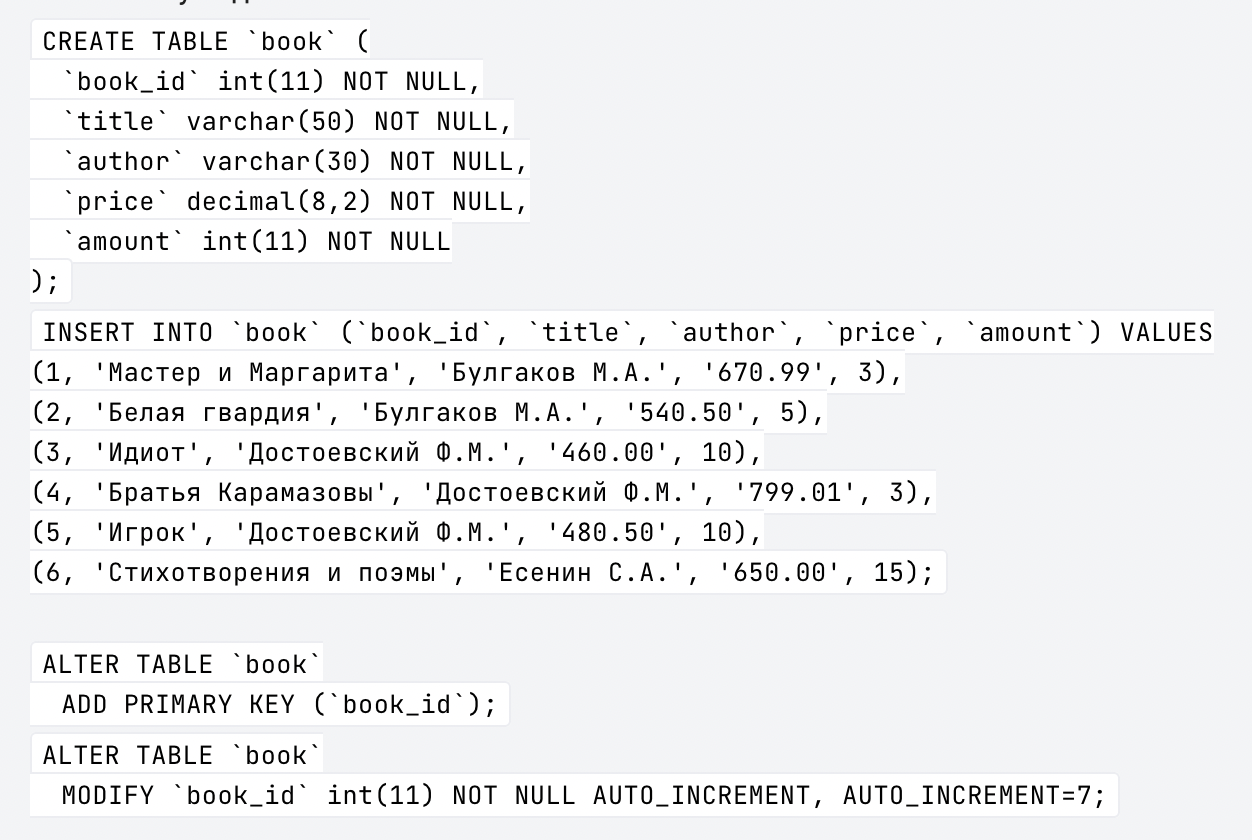 CREATE TABLE `book` (
  `book_id` int(11) NOT NULL,
  `title` varchar(50) NOT NULL,
  `author` varchar(30) NOT NULL,
  `price` decimal(8,2) NOT NULL,
  `amount` int(11) NOT NULL
);
INSERT INTO `book` (`book_id`, `title`, `author`, `price`, `amount`) VALUES
(1, 'Мастер и Маргарита', 'Булгаков М.А.', '670.99', 3),
(2, 'Белая гвардия', 'Булгаков М.А.', '540.50', 5),
(3, 'Идиот', 'Достоевский Ф.М.', '460.00', 10),
(4, 'Братья Карамазовы', 'Достоевский Ф.М.', '799.01', 3),
(5, 'Игрок', 'Достоевский Ф.М.', '480.50', 10),
(6, 'Стихотворения и поэмы', 'Есенин С.А.', '650.00', 15);
ALTER TABLE `book`
  ADD PRIMARY KEY (`book_id`);
ALTER TABLE `book`
  MODIFY `book_id` int(11) NOT NULL AUTO_INCREMENT, AUTO_INCREMENT=7;